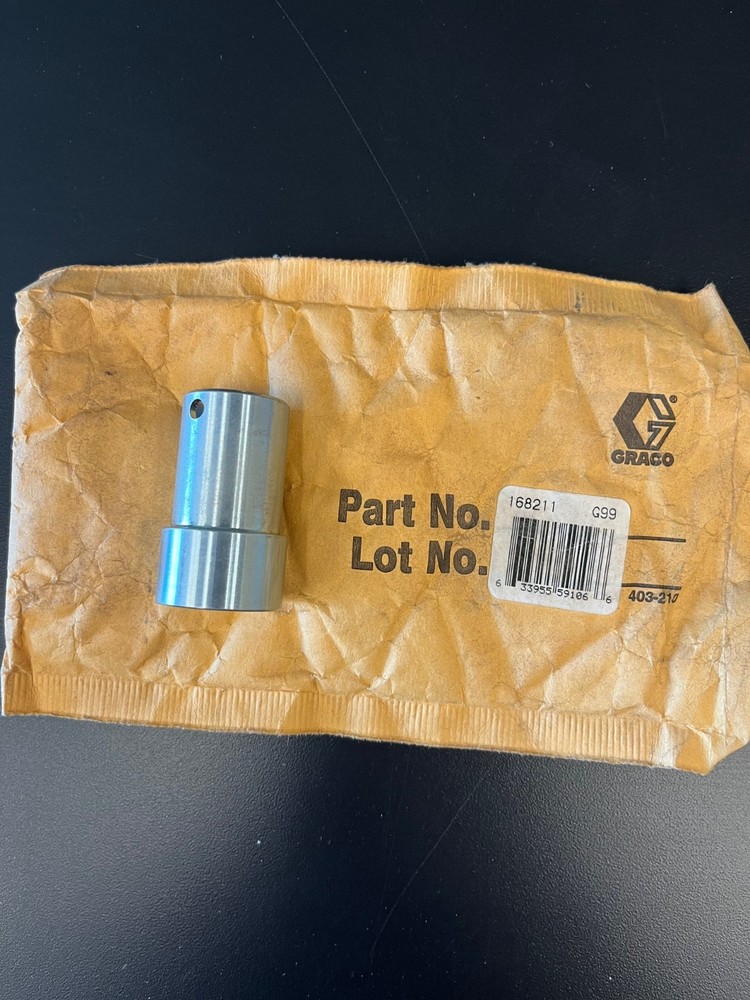 ®
GRACO
Part No.
Lot No.
168211 G99
6 33955 59106 6
403-210